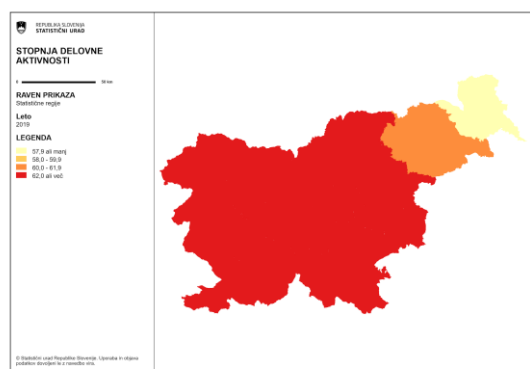 REPUBLIKA SLOVENIJA
STATISTIČNI URAD
STOPNJA DELOVNE
AKTIVNOSTI
0 50 km
RAVEN PRIKAZA
Statistične regije
Leto
2019
LEGENDA
57,9 ali manj
58,0 - 59,9
60,0 - 61,9
62,0 ali več
© Statistični urad Republike Slovenije. Uporaba in objava
podatkov dovoljeni le z navedbo vira.